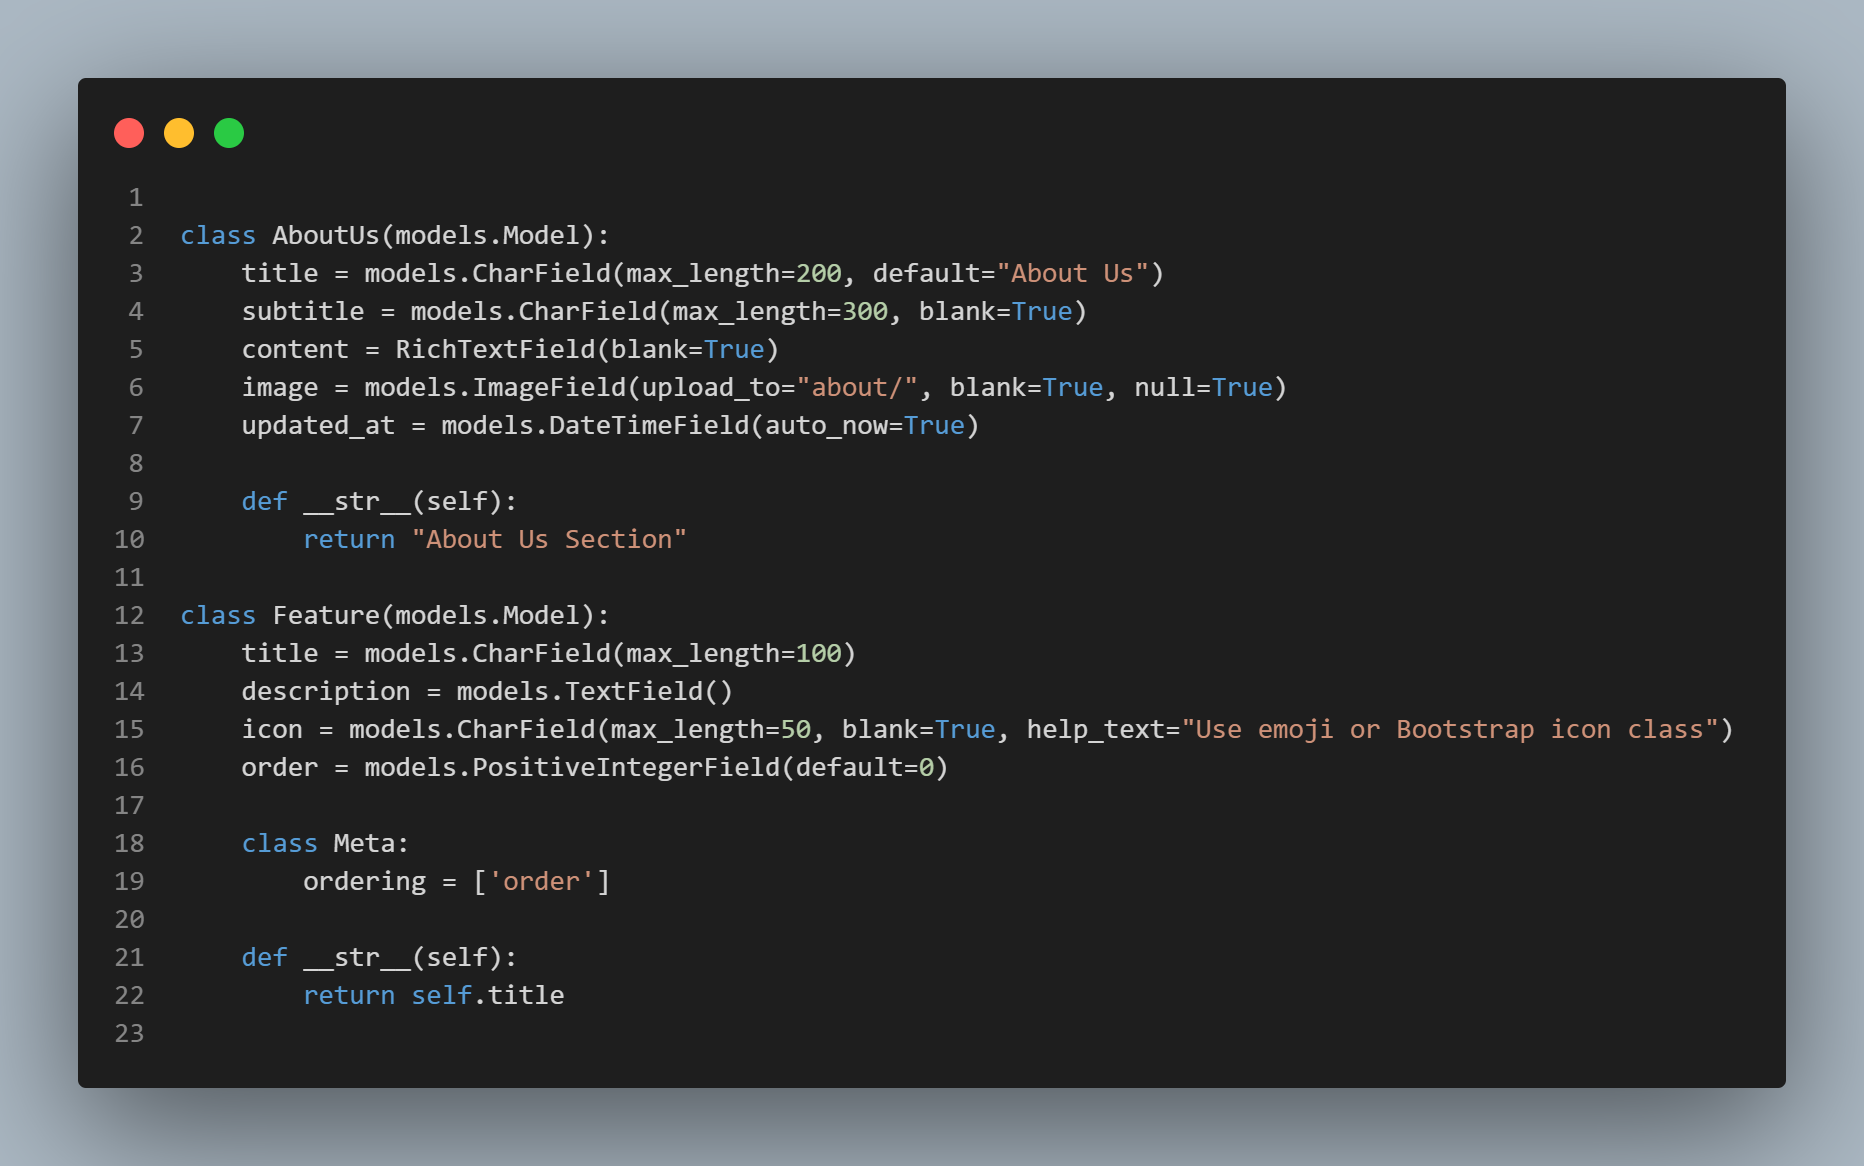 1
2 class AboutUs(models.Model):
3     title = models.CharField(max_length=200, default="About Us")
4     subtitle = models.CharField(max_length=300, blank=True)
5     content = RichTextField(blank=True)
6     image = models.ImageField(upload_to="about/", blank=True, null=True)
7     updated_at = models.DateTimeField(auto_now=True)
8
9     def __str__(self):
10         return "About Us Section"
11
12 class Feature(models.Model):
13     title = models.CharField(max_length=100)
14     description = models.TextField()
15     icon = models.CharField(max_length=50, blank=True, help_text="Use emoji or Bootstrap icon class")
16     order = models.PositiveIntegerField(default=0)
17
18     class Meta:
19         ordering = ['order']
20
21     def __str__(self):
22         return self.title
23